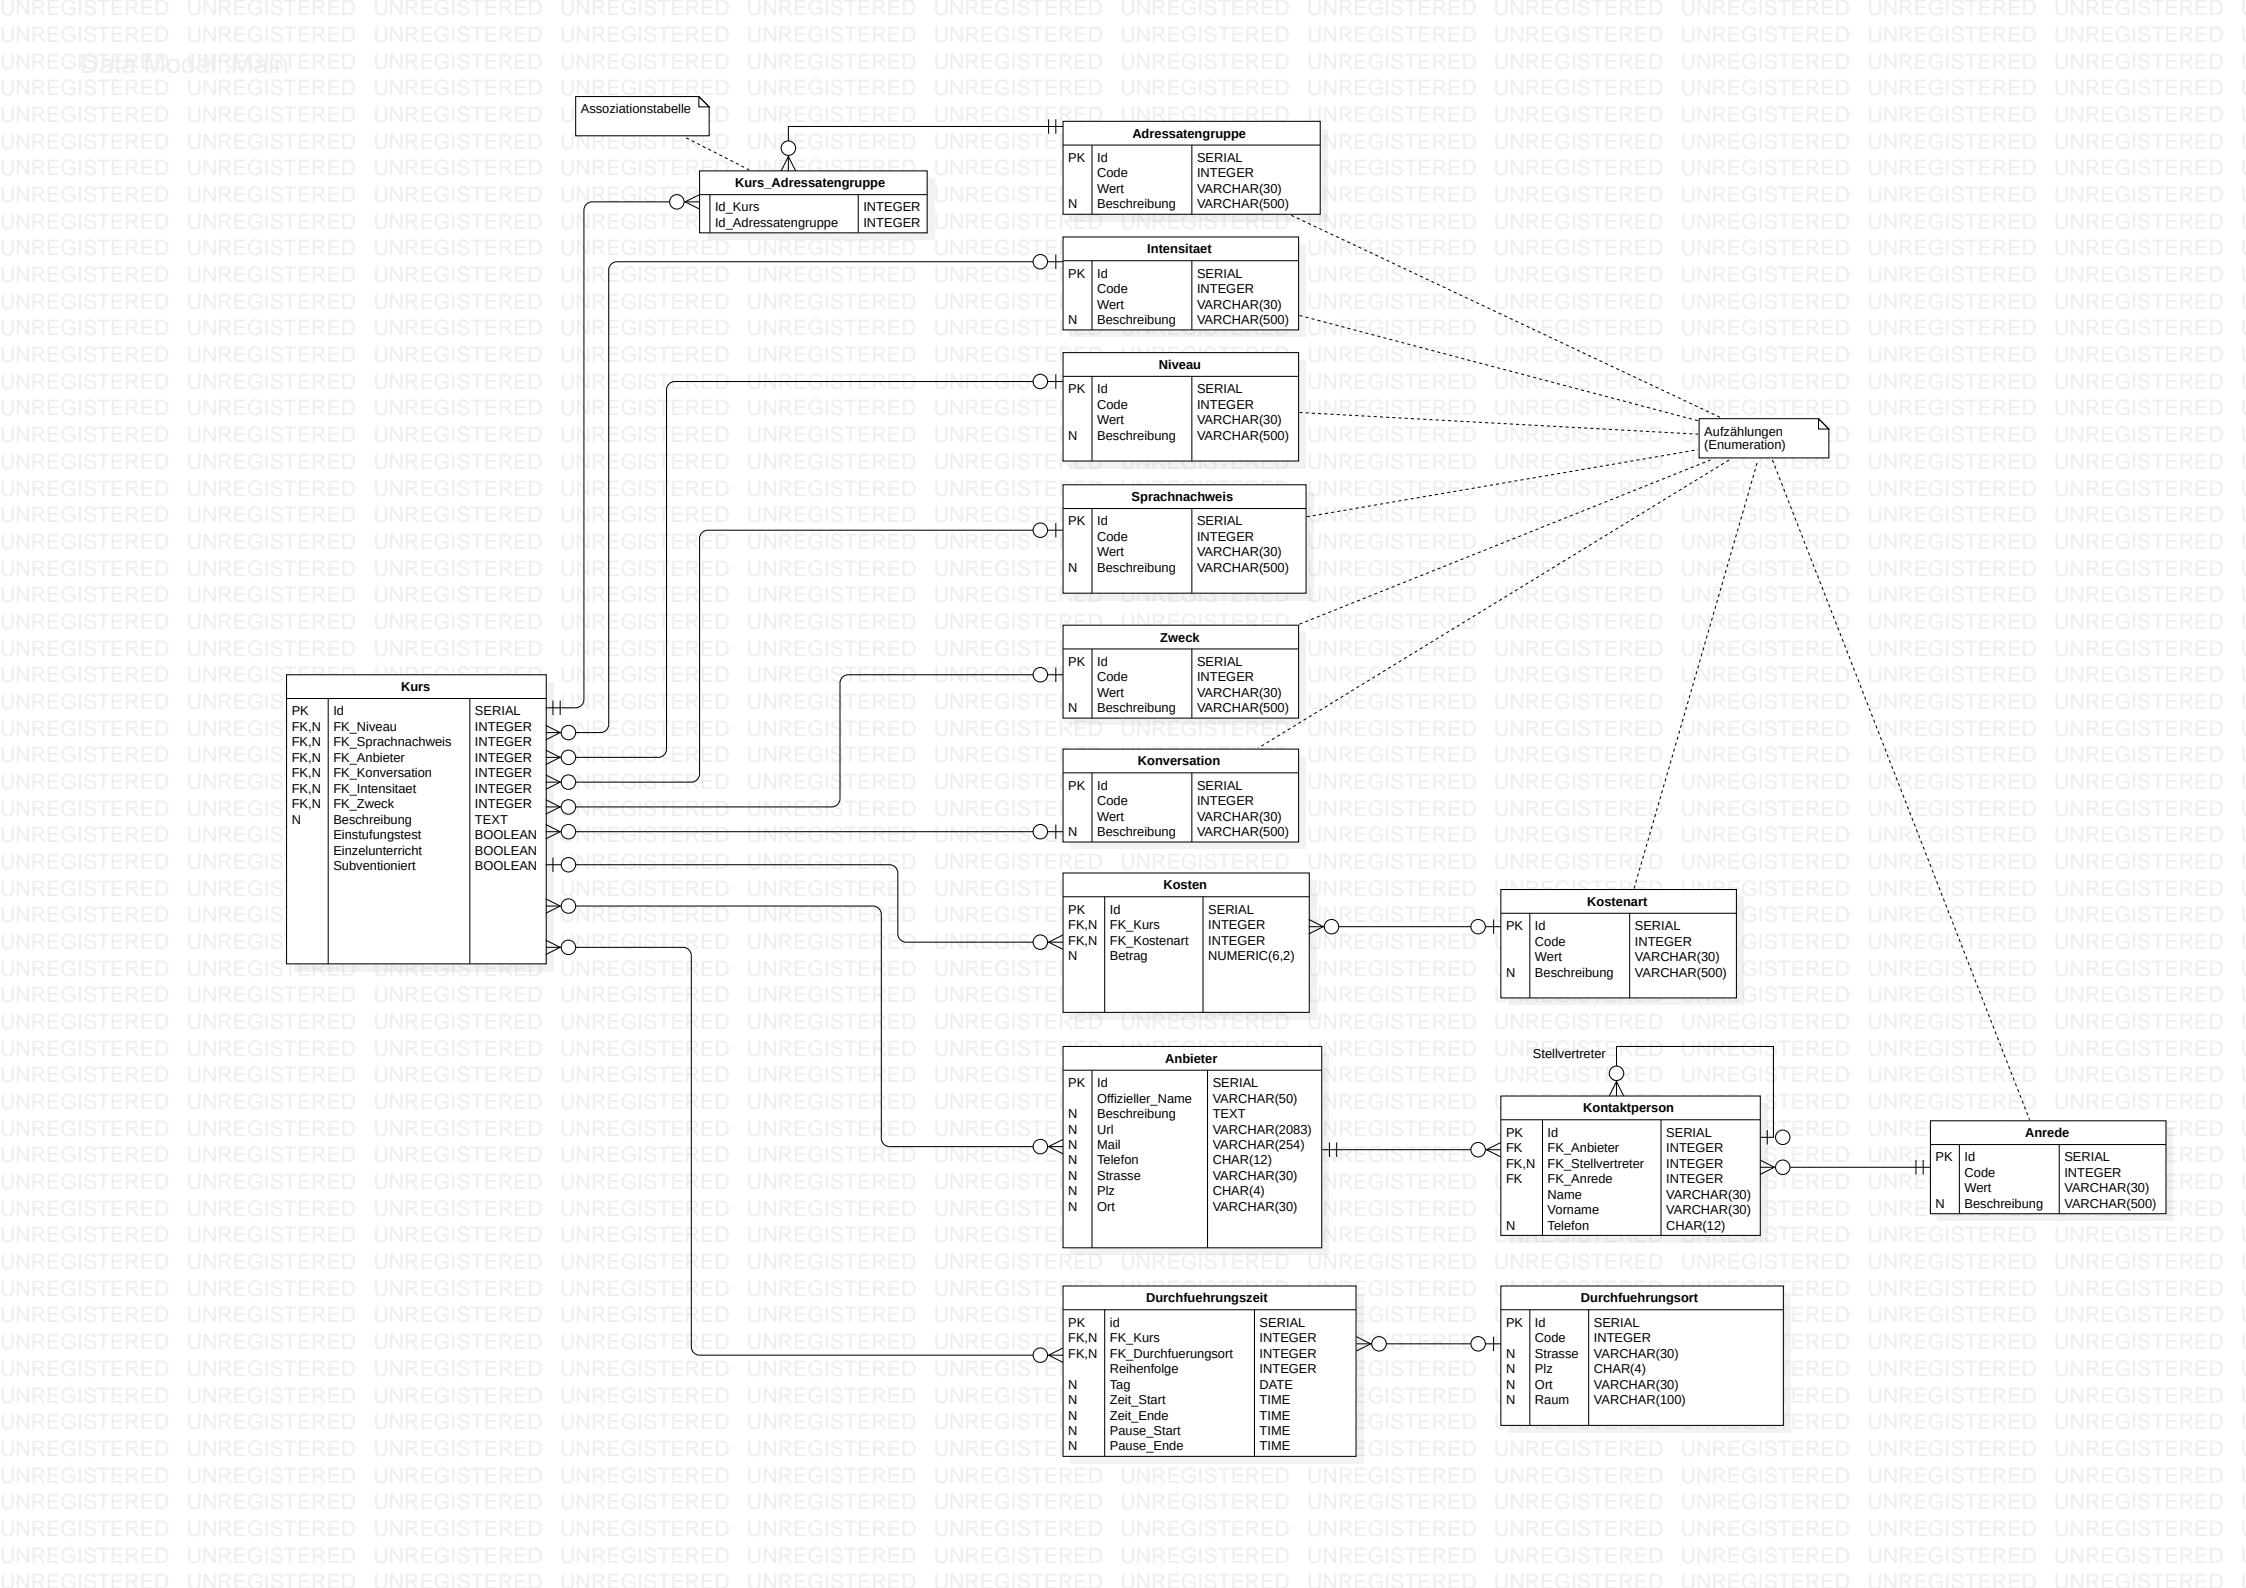 Data Model: Main
Assoziationstabelle
Kurs_Adressatengruppe
Id_Kurs INTEGER
Id_Adressatengruppe INTEGER
Adressatengruppe
PK Id SERIAL
Code INTEGER
Wert VARCHAR(30)
N Beschreibung VARCHAR(500)
Intensitaet
PK Id SERIAL
Code INTEGER
Wert VARCHAR(30)
N Beschreibung VARCHAR(500)
Niveau
PK Id SERIAL
Code INTEGER
Wert VARCHAR(30)
N Beschreibung VARCHAR(500)
Aufzählungen
(Enumeration)
Sprachnachweis
PK Id SERIAL
Code INTEGER
Wert VARCHAR(30)
N Beschreibung VARCHAR(500)
Zweck
PK Id SERIAL
Code INTEGER
Wert VARCHAR(30)
N Beschreibung VARCHAR(500)
Kurs
PK Id SERIAL
FK,N FK_Niveau INTEGER
FK,N FK_Sprachnachweis INTEGER
FK,N FK_Anbieter INTEGER
FK,N FK_Konversation INTEGER
FK,N FK_Intensitaet INTEGER
FK,N FK_Zweck INTEGER
N Beschreibung TEXT
Einstufungstest BOOLEAN
Einzelunterricht BOOLEAN
Subventioniert BOOLEAN
Konversation
PK Id SERIAL
Code INTEGER
Wert VARCHAR(30)
N Beschreibung VARCHAR(500)
Kosten
PK Id SERIAL
FK,N FK_Kurs INTEGER
FK,N FK_Kostenart INTEGER
N Betrag NUMERIC(6,2)
Kostenart
PK Id SERIAL
Code INTEGER
Wert VARCHAR(30)
N Beschreibung VARCHAR(500)
Anbieter
PK Id SERIAL
Offizieller_Name VARCHAR(50)
N Beschreibung TEXT
N Url VARCHAR(2083)
N Mail VARCHAR(254)
N Telefon CHAR(12)
N Strasse VARCHAR(30)
N Plz CHAR(4)
N Ort VARCHAR(30)
Stellvertreter
Kontaktperson
PK Id SERIAL
FK FK_Anbieter INTEGER
FK,N FK_Stellvertreter INTEGER
FK FK_Anrede INTEGER
Name VARCHAR(30)
Vorname VARCHAR(30)
N Telefon CHAR(12)
Anrede
PK Id SERIAL
Code INTEGER
Wert VARCHAR(30)
N Beschreibung VARCHAR(500)
Durchfuehrungszeit
PK id SERIAL
FK,N FK_Kurs INTEGER
FK,N FK_Durchfuerungsort INTEGER
Reihenfolge INTEGER
N Tag DATE
N Zeit_Start TIME
N Zeit_Ende TIME
N Pause_Start TIME
N Pause_Ende TIME
Durchfuehrungsort
PK Id SERIAL
Code INTEGER
N Strasse VARCHAR(30)
N Plz CHAR(4)
N Ort VARCHAR(30)
N Raum VARCHAR(100)
UNREGISTERED